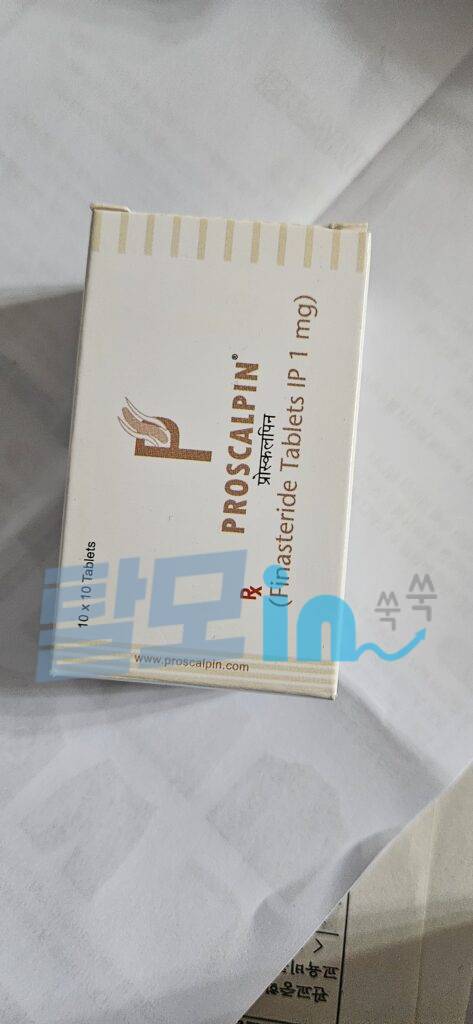 10 x 10 Tablets
PROSCALPIN®
प्रोस्कलपिन
Rx
(Finasteride Tablets IP 1 mg)
www.proscalpin.com
탈모in
쑥쑥